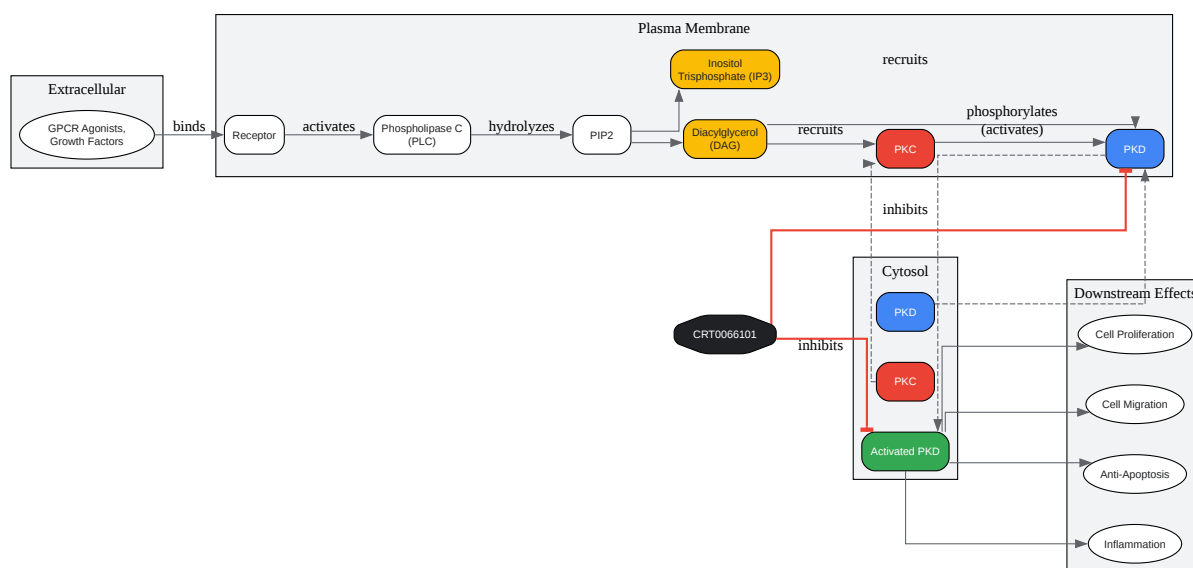 Plasma Membrane
Extracellular
GPCR Agonists,
Growth Factors
binds
Receptor
activates
Phospholipase C
(PLC)
hydrolyzes
PIP2
Inositol
Trisphosphate (IP3)
Diacylglycerol
(DAG)
recruits
recruits
PKC
phosphorylates
(activates)
PKD
inhibits
Cytosol
PKD
PKC
Activated PKD
CRT0066101
inhibits
Downstream Effects
Cell Proliferation
Cell Migration
Anti-Apoptosis
Inflammation